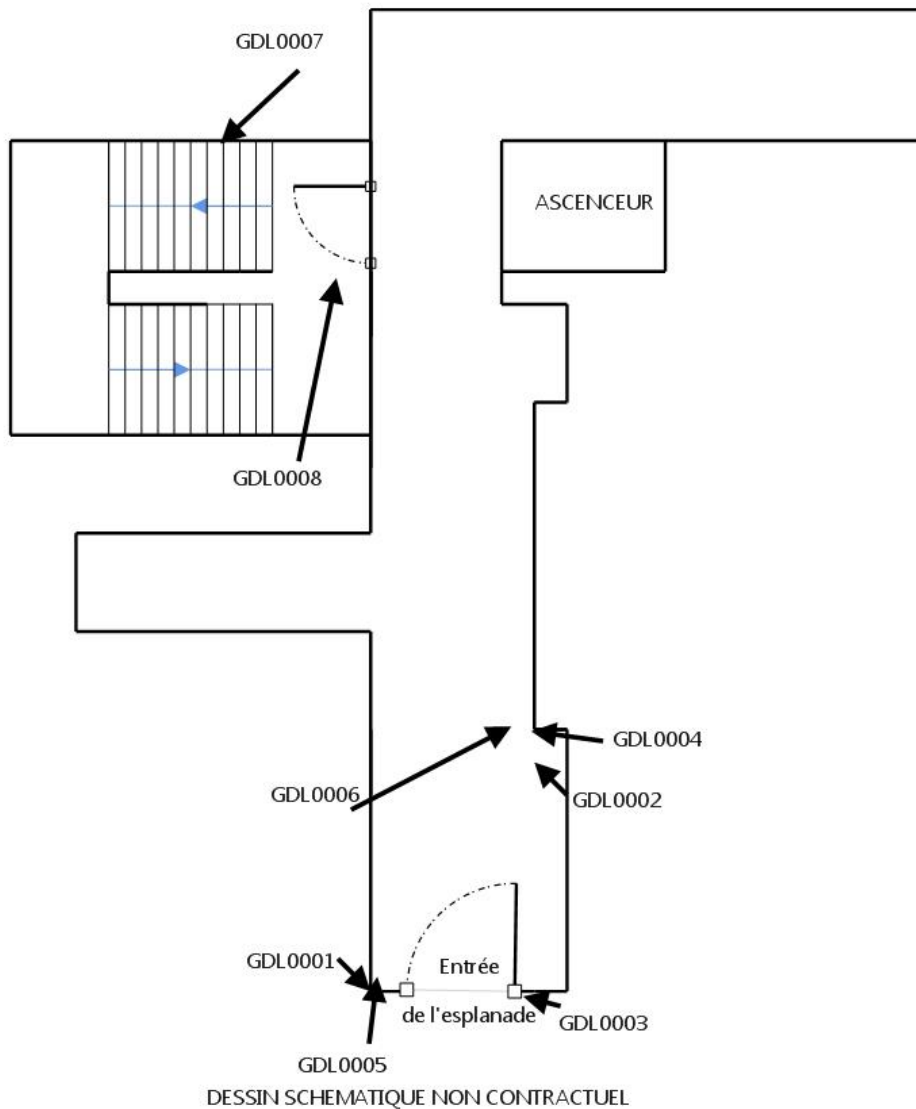 GDL0007
ASCENCEUR
GDL0008
GDL0004
GDL0006
GDL0002
GDL0001
Entrée
de l'esplanade
GDL0003
GDL0005
DESSIN SCHEMATIQUE NON CONTRACTUEL